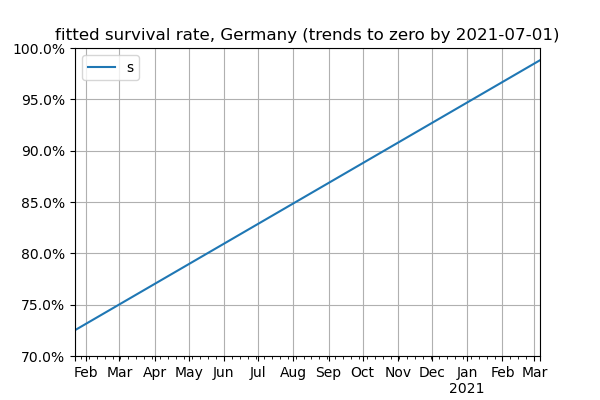 fitted survival rate, Germany (trends to zero by 2021-07-01)
100.0%
s
95.0%
90.0%
85.0%
80.0%
75.0%
70.0%
Feb Mar Apr May Jun Jul Aug Sep Oct Nov Dec Jan Feb Mar
2021